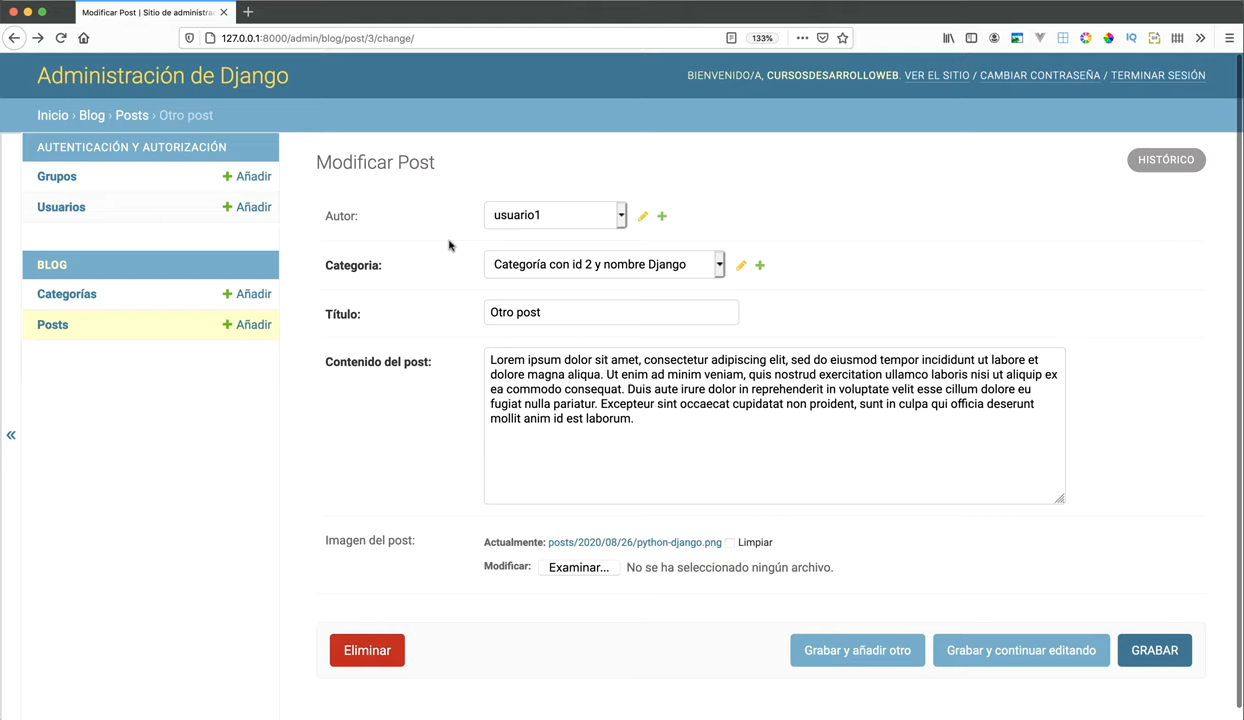 Modificar Post | Sitio de administrac
127.0.0.1:8000/admin/blog/post/3/change/
133%
IQ
Administración de Django
BIENVENIDO/A, CURSOSDESARROLLOWEB. VER EL SITIO / CAMBIAR CONTRASEÑA / TERMINAR SESIÓN
Inicio › Blog › Posts › Otro post
AUTENTICACIÓN Y AUTORIZACIÓN
Grupos
+ Añadir
Usuarios
+ Añadir
BLOG
Categorías
+ Añadir
Posts
+ Añadir
«
Modificar Post
HISTÓRICO
Autor:
usuario1
Categoria:
Categoría con id 2 y nombre Django
Título:
Otro post
Contenido del post:
Lorem ipsum dolor sit amet, consectetur adipiscing elit, sed do eiusmod tempor incididunt ut labore et
dolore magna aliqua. Ut enim ad minim veniam, quis nostrud exercitation ullamco laboris nisi ut aliquip ex
ea commodo consequat. Duis aute irure dolor in reprehenderit in voluptate velit esse cillum dolore eu
fugiat nulla pariatur. Excepteur sint occaecat cupidatat non proident, sunt in culpa qui officia deserunt
mollit anim id est laborum.
Imagen del post:
Actualmente: posts/2020/08/26/python-django.png Limpiar
Modificar: Examinar... No se ha seleccionado ningún archivo.
Eliminar
Grabar y añadir otro
Grabar y continuar editando
GRABAR